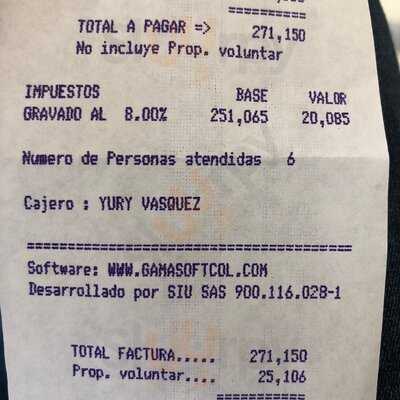 ==========
TOTAL A PAGAR => 271,150
No incluye Prop. voluntar
IMPUESTOS BASE VALOR
GRAVADO AL 8.00% 251,065 20,085
Numero de Personas atendidas 6
Cajero : YURY VASQUEZ
==========================================
Software: WWW.GAMASOFTCOL.COM
Desarrollado por SIU SAS 900.116.028-1
TOTAL FACTURA..... 271,150
Prop. voluntar.... 25,106
===========